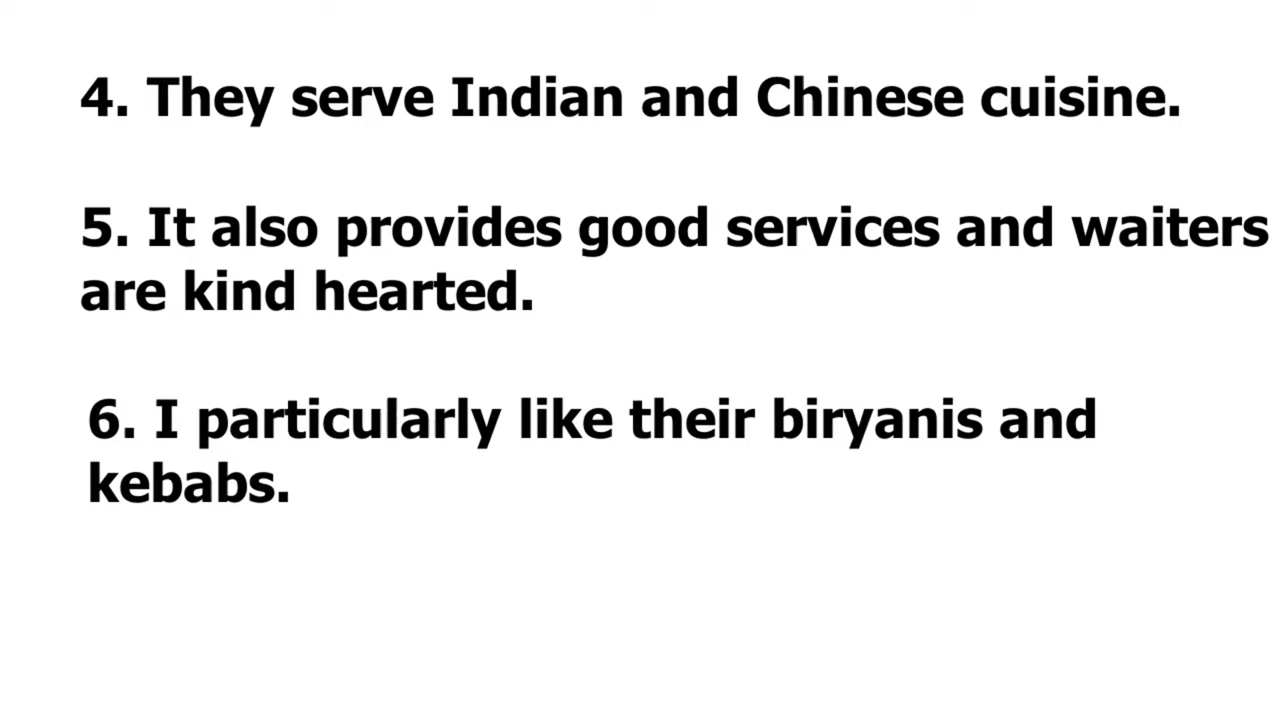 4. They serve Indian and Chinese cuisine.
5. It also provides good services and waiters
are kind hearted.
6. I particularly like their biryanis and
kebabs.